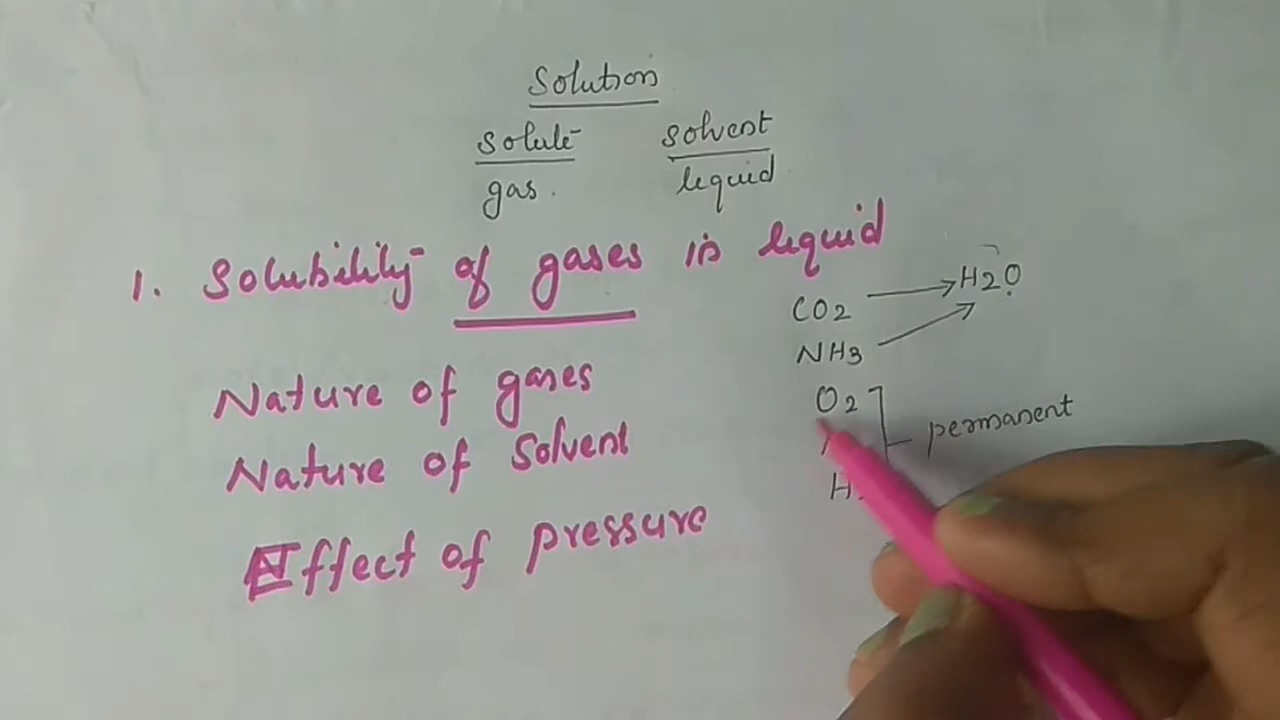 Solution
Solute solvent
gas. liquid
1. Solubility of gases in liquid
CO2 → H2O
NH3
Nature of gases
O2
permanent
Nature of Solvent
H
Effect of pressure